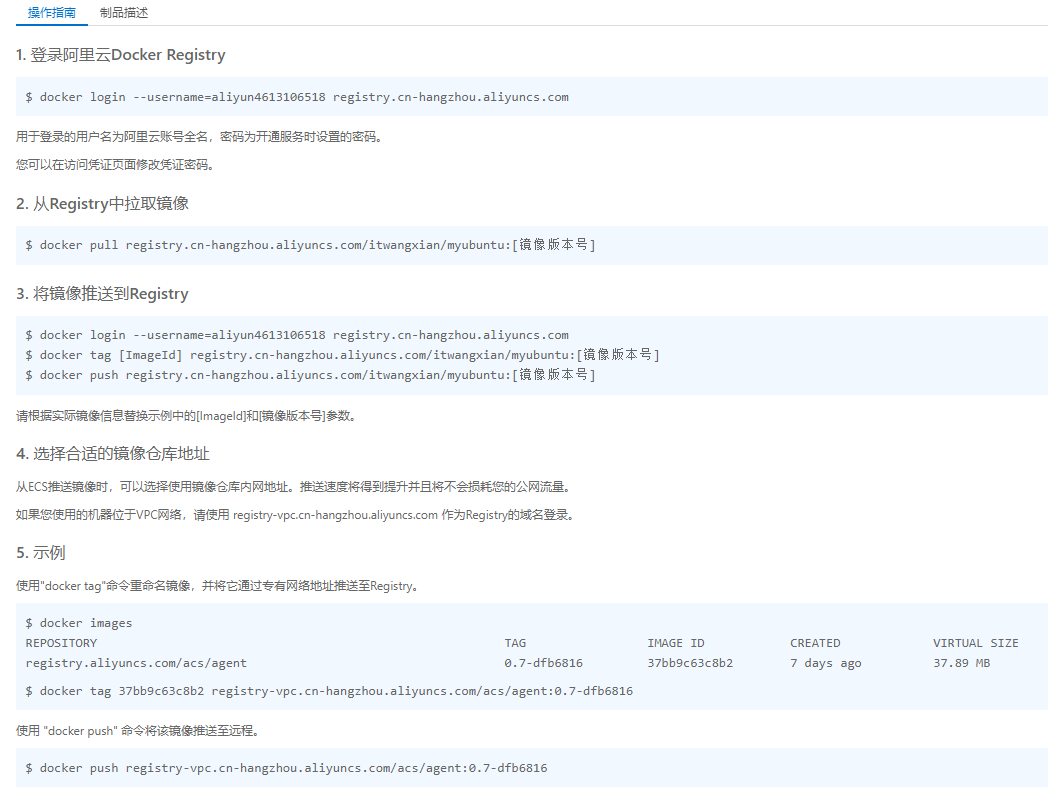 操作指南 制品描述
1. 登录阿里云Docker Registry
$ docker login --username=aliyun4613106518 registry.cn-hangzhou.aliyuncs.com
用于登录的用户名为阿里云账号全名，密码为开通服务时设置的密码。
您可以在访问凭证页面修改凭证密码。
2. 从Registry中拉取镜像
$ docker pull registry.cn-hangzhou.aliyuncs.com/itwangxian/myubuntu:[镜像版本号]
3. 将镜像推送到Registry
$ docker login --username=aliyun4613106518 registry.cn-hangzhou.aliyuncs.com
$ docker tag [ImageId] registry.cn-hangzhou.aliyuncs.com/itwangxian/myubuntu:[镜像版本号]
$ docker push registry.cn-hangzhou.aliyuncs.com/itwangxian/myubuntu:[镜像版本号]
请根据实际镜像信息替换示例中的[ImageId]和[镜像版本号]参数。
4. 选择合适的镜像仓库地址
从ECS推送镜像时，可以选择使用镜像仓库内网地址。推送速度将得到提升并且将不会损耗您的公网流量。
如果您使用的机器位于VPC网络，请使用 registry-vpc.cn-hangzhou.aliyuncs.com 作为Registry的域名登录。
5. 示例
使用"docker tag"命令重命名镜像，并将它通过专有网络地址推送至Registry。
$ docker images
REPOSITORY TAG IMAGE ID CREATED VIRTUAL SIZE
registry.aliyuncs.com/acs/agent 0.7-dfb6816 37bb9c63c8b2 7 days ago 37.89 MB
$ docker tag 37bb9c63c8b2 registry-vpc.cn-hangzhou.aliyuncs.com/acs/agent:0.7-dfb6816
使用 "docker push" 命令将该镜像推送至远程。
$ docker push registry-vpc.cn-hangzhou.aliyuncs.com/acs/agent:0.7-dfb6816